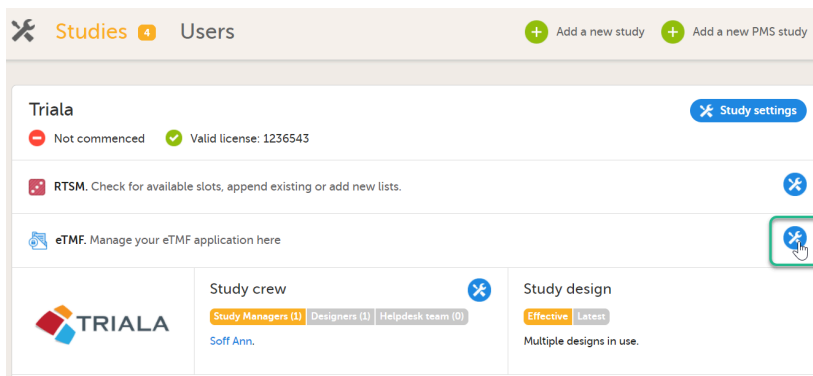 Studies 4 Users Add a new study Add a new PMS study
Triala Study settings
Not commenced Valid license: 1236543
RTSM. Check for available slots, append existing or add new lists.
eTMF. Manage your eTMF application here
TRIALA
Study crew
Study Managers (1) Designers (1) Helpdesk team (0)
Soff Ann.
Study design
Effective Latest
Multiple designs in use.